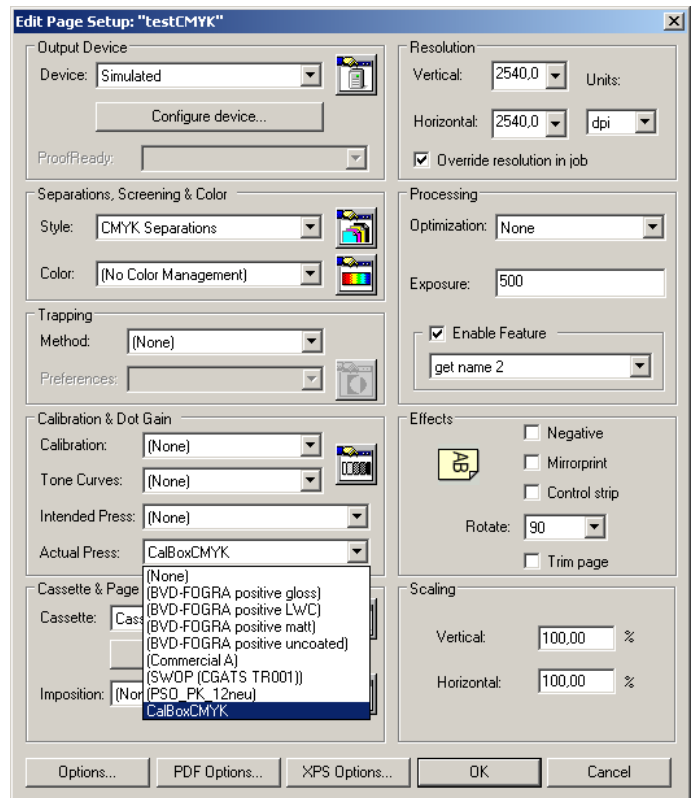 Edit Page Setup: "testCMYK"
Output Device
Device: Simulated
Configure device...
ProofReady:
Resolution
Vertical: 2540,0 Units:
Horizontal: 2540,0 dpi
Override resolution in job
Separations, Screening & Color
Style: CMYK Separations
Color: (No Color Management)
Processing
Optimization: None
Exposure: 500
Enable Feature
get name 2
Trapping
Method: (None)
Preferences:
Calibration & Dot Gain
Calibration: (None)
Tone Curves: (None)
Intended Press: (None)
Actual Press: CalBoxCMYK
(None)
(BVD-FOGRA positive gloss)
(BVD-FOGRA positive LWC)
(BVD-FOGRA positive matt)
(BVD-FOGRA positive uncoated)
(Commercial A)
(SWOP (CGATS TR001))
(PSO_PK_12neu)
CalBoxCMYK
Effects
AB
Negative
Mirrorprint
Control strip
Rotate: 90
Trim page
Cassette & Page
Cassette: Cass
Imposition: (Non
Scaling
Vertical: 100,00 %
Horizontal: 100,00 %
Options... PDF Options... XPS Options... OK Cancel